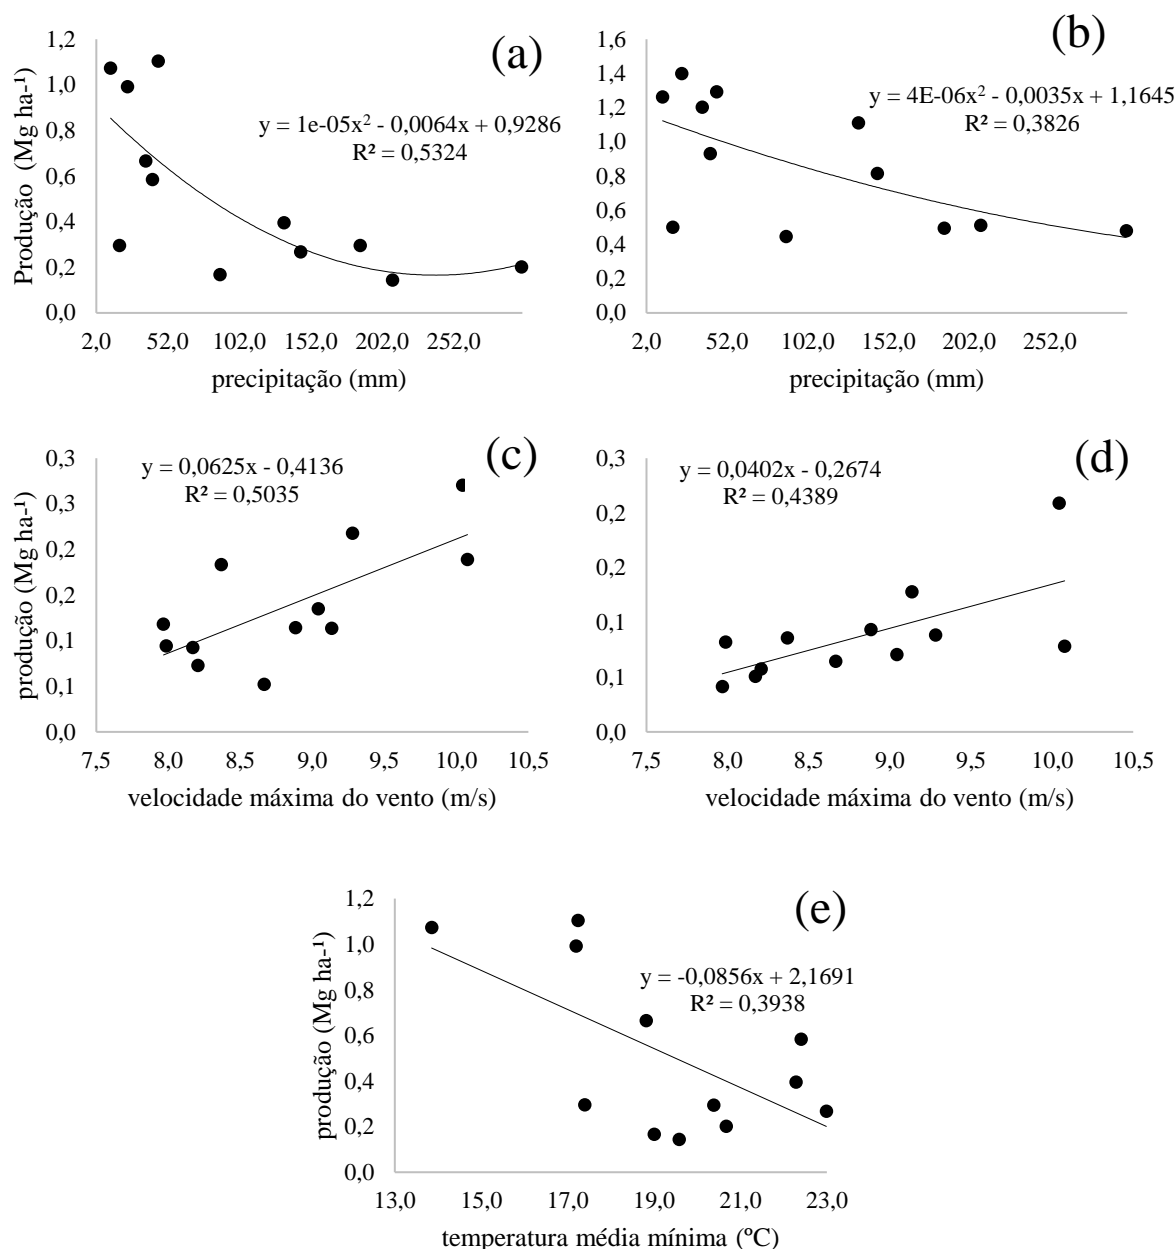 (a)
y = 1e-05x² - 0,0064x + 0,9286
R² = 0,5324
Produção (Mg ha-¹)
1,2
1,0
0,8
0,6
0,4
0,2
0,0
2,0 52,0 102,0 152,0 202,0 252,0
precipitação (mm)
(b)
y = 4E-06x² - 0,0035x + 1,1645
R² = 0,3826
1,6
1,4
1,2
1,0
0,8
0,6
0,4
0,2
0,0
2,0 52,0 102,0 152,0 202,0 252,0
precipitação (mm)
(c)
y = 0,0625x - 0,4136
R² = 0,5035
produção (Mg ha-¹)
0,3
0,3
0,2
0,2
0,1
0,1
0,0
7,5 8,0 8,5 9,0 9,5 10,0 10,5
velocidade máxima do vento (m/s)
(d)
y = 0,0402x - 0,2674
R² = 0,4389
0,3
0,2
0,2
0,1
0,1
0,0
7,5 8,0 8,5 9,0 9,5 10,0 10,5
velocidade máxima do vento (m/s)
(e)
y = -0,0856x + 2,1691
R² = 0,3938
produção (Mg ha-¹)
1,2
1,0
0,8
0,6
0,4
0,2
0,0
13,0 15,0 17,0 19,0 21,0 23,0
temperatura média mínima (ºC)